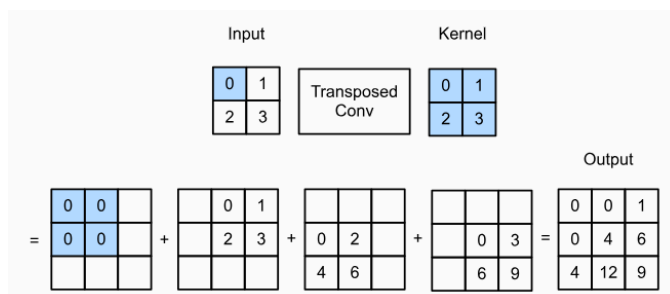 Input Kernel
0 1 Transposed Conv 0 1
2 3 2 3
Output
0 0 0 1 0 0 1
= 0 0 + 2 3 + 0 2 + 0 3 = 0 4 6
4 6 6 9 4 12 9